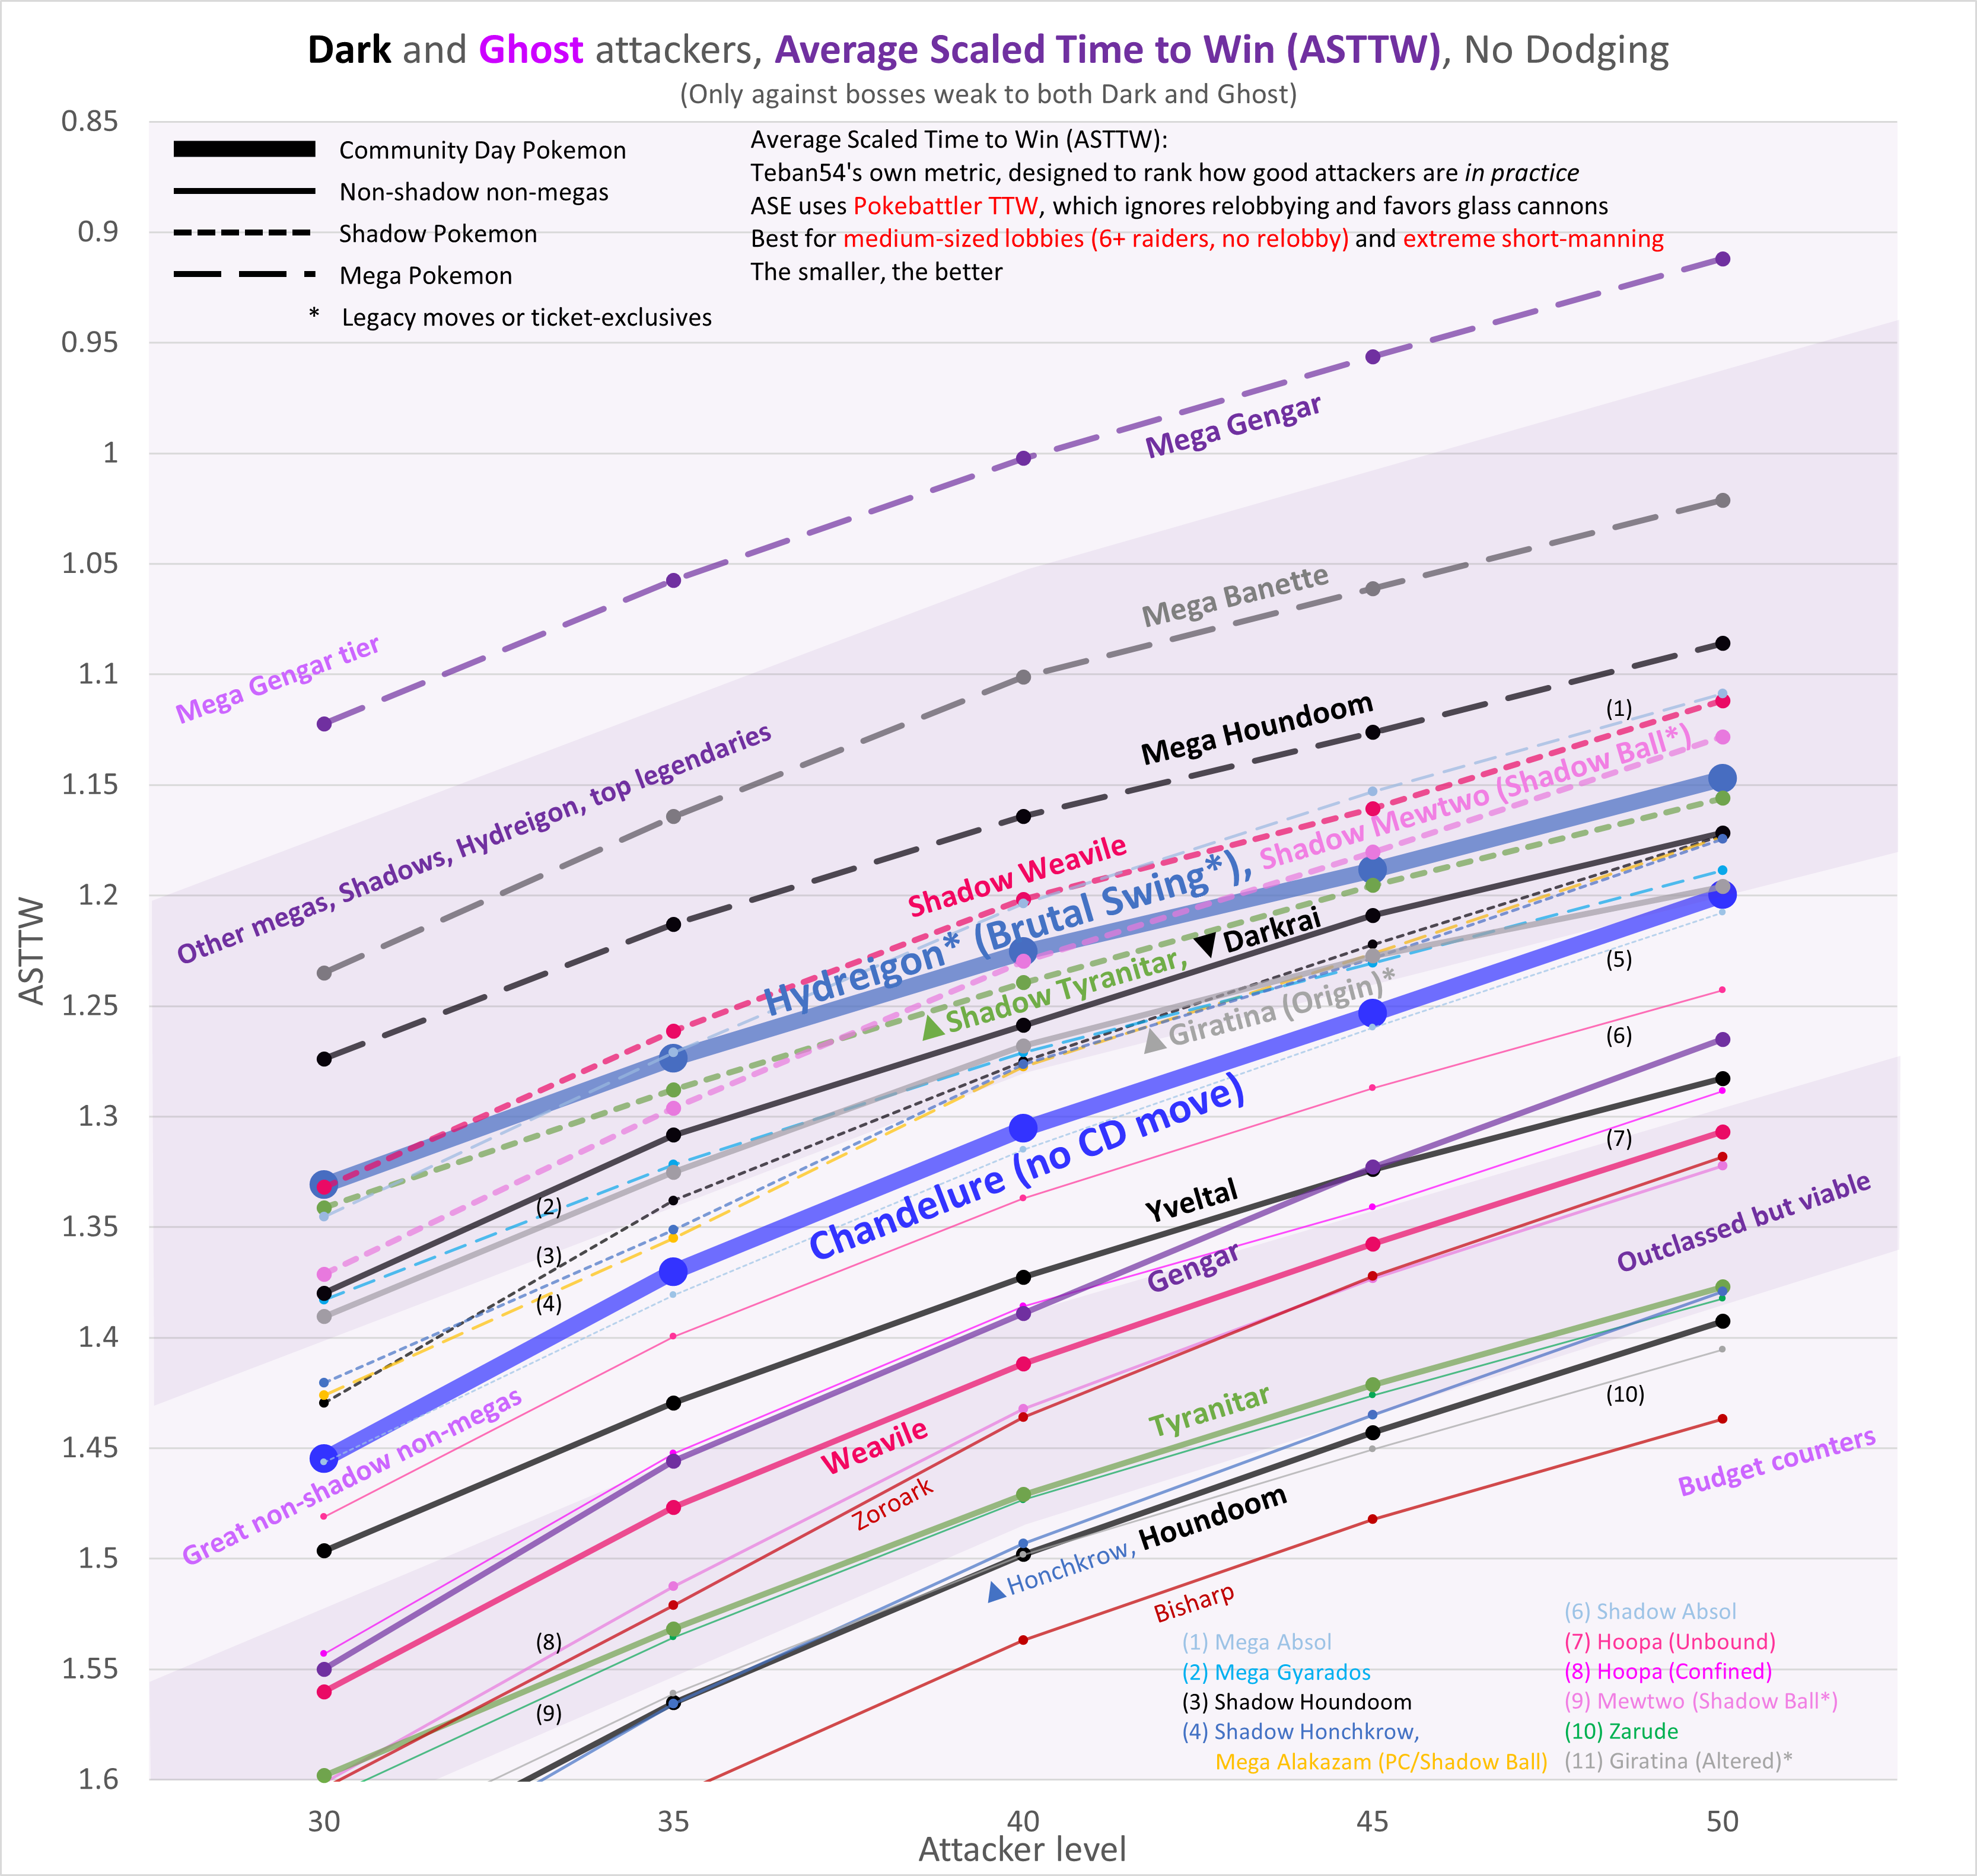 Dark and Ghost attackers, Average Scaled Time to Win (ASTTW), No Dodging
(Only against bosses weak to both Dark and Ghost)
Community Day Pokemon
Non-shadow non-megas
Shadow Pokemon
Mega Pokemon
* Legacy moves or ticket-exclusives
Average Scaled Time to Win (ASTTW):
Teban54's own metric, designed to rank how good attackers are in practice
ASE uses Pokebattler TTW, which ignores relobbying and favors glass cannons
Best for medium-sized lobbies (6+ raiders, no relobby) and extreme short-manning
The smaller, the better
ASTTW
0.85
0.9
0.95
1
1.05
1.1
1.15
1.2
1.25
1.3
1.35
1.4
1.45
1.5
1.55
1.6
Mega Gengar
Mega Gengar tier
Mega Banette
Mega Houndoom
(1)
Other megas, Shadows, Hydreigon, top legendaries
Shadow Weavile
Hydreigon* (Brutal Swing*), Shadow Mewtwo (Shadow Ball*)
▲Shadow Tyranitar, ▼Darkrai
▲Giratina (Origin)*
(5)
(6)
(2)
(3)
(4)
Chandelure (no CD move)
Yveltal
Gengar
(7)
Outclassed but viable
Great non-shadow non-megas
Weavile
Zoroark
Tyranitar
(10)
Budget counters
▲Honchkrow, Houndoom
Bisharp
(8)
(9)
(1) Mega Absol
(2) Mega Gyarados
(3) Shadow Houndoom
(4) Shadow Honchkrow,
Mega Alakazam (PC/Shadow Ball)
(6) Shadow Absol
(7) Hoopa (Unbound)
(8) Hoopa (Confined)
(9) Mewtwo (Shadow Ball*)
(10) Zarude
(11) Giratina (Altered)*
30
35
40
45
50
Attacker level